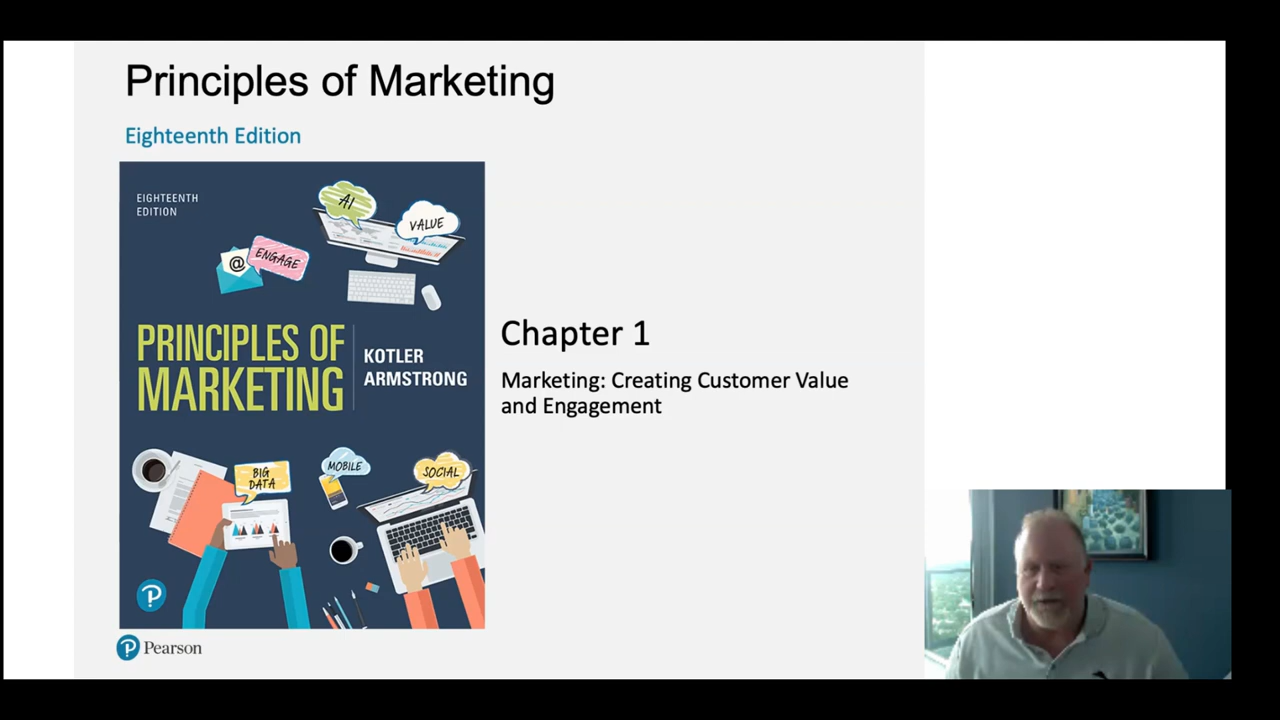 Principles of Marketing
Eighteenth Edition
EIGHTEENTH
EDITION
AI
VALUE
@
ENGAGE
PRINCIPLES OF
MARKETING
KOTLER
ARMSTRONG
BIG
DATA
MOBILE
SOCIAL
P
P Pearson
Chapter 1
Marketing: Creating Customer Value
and Engagement